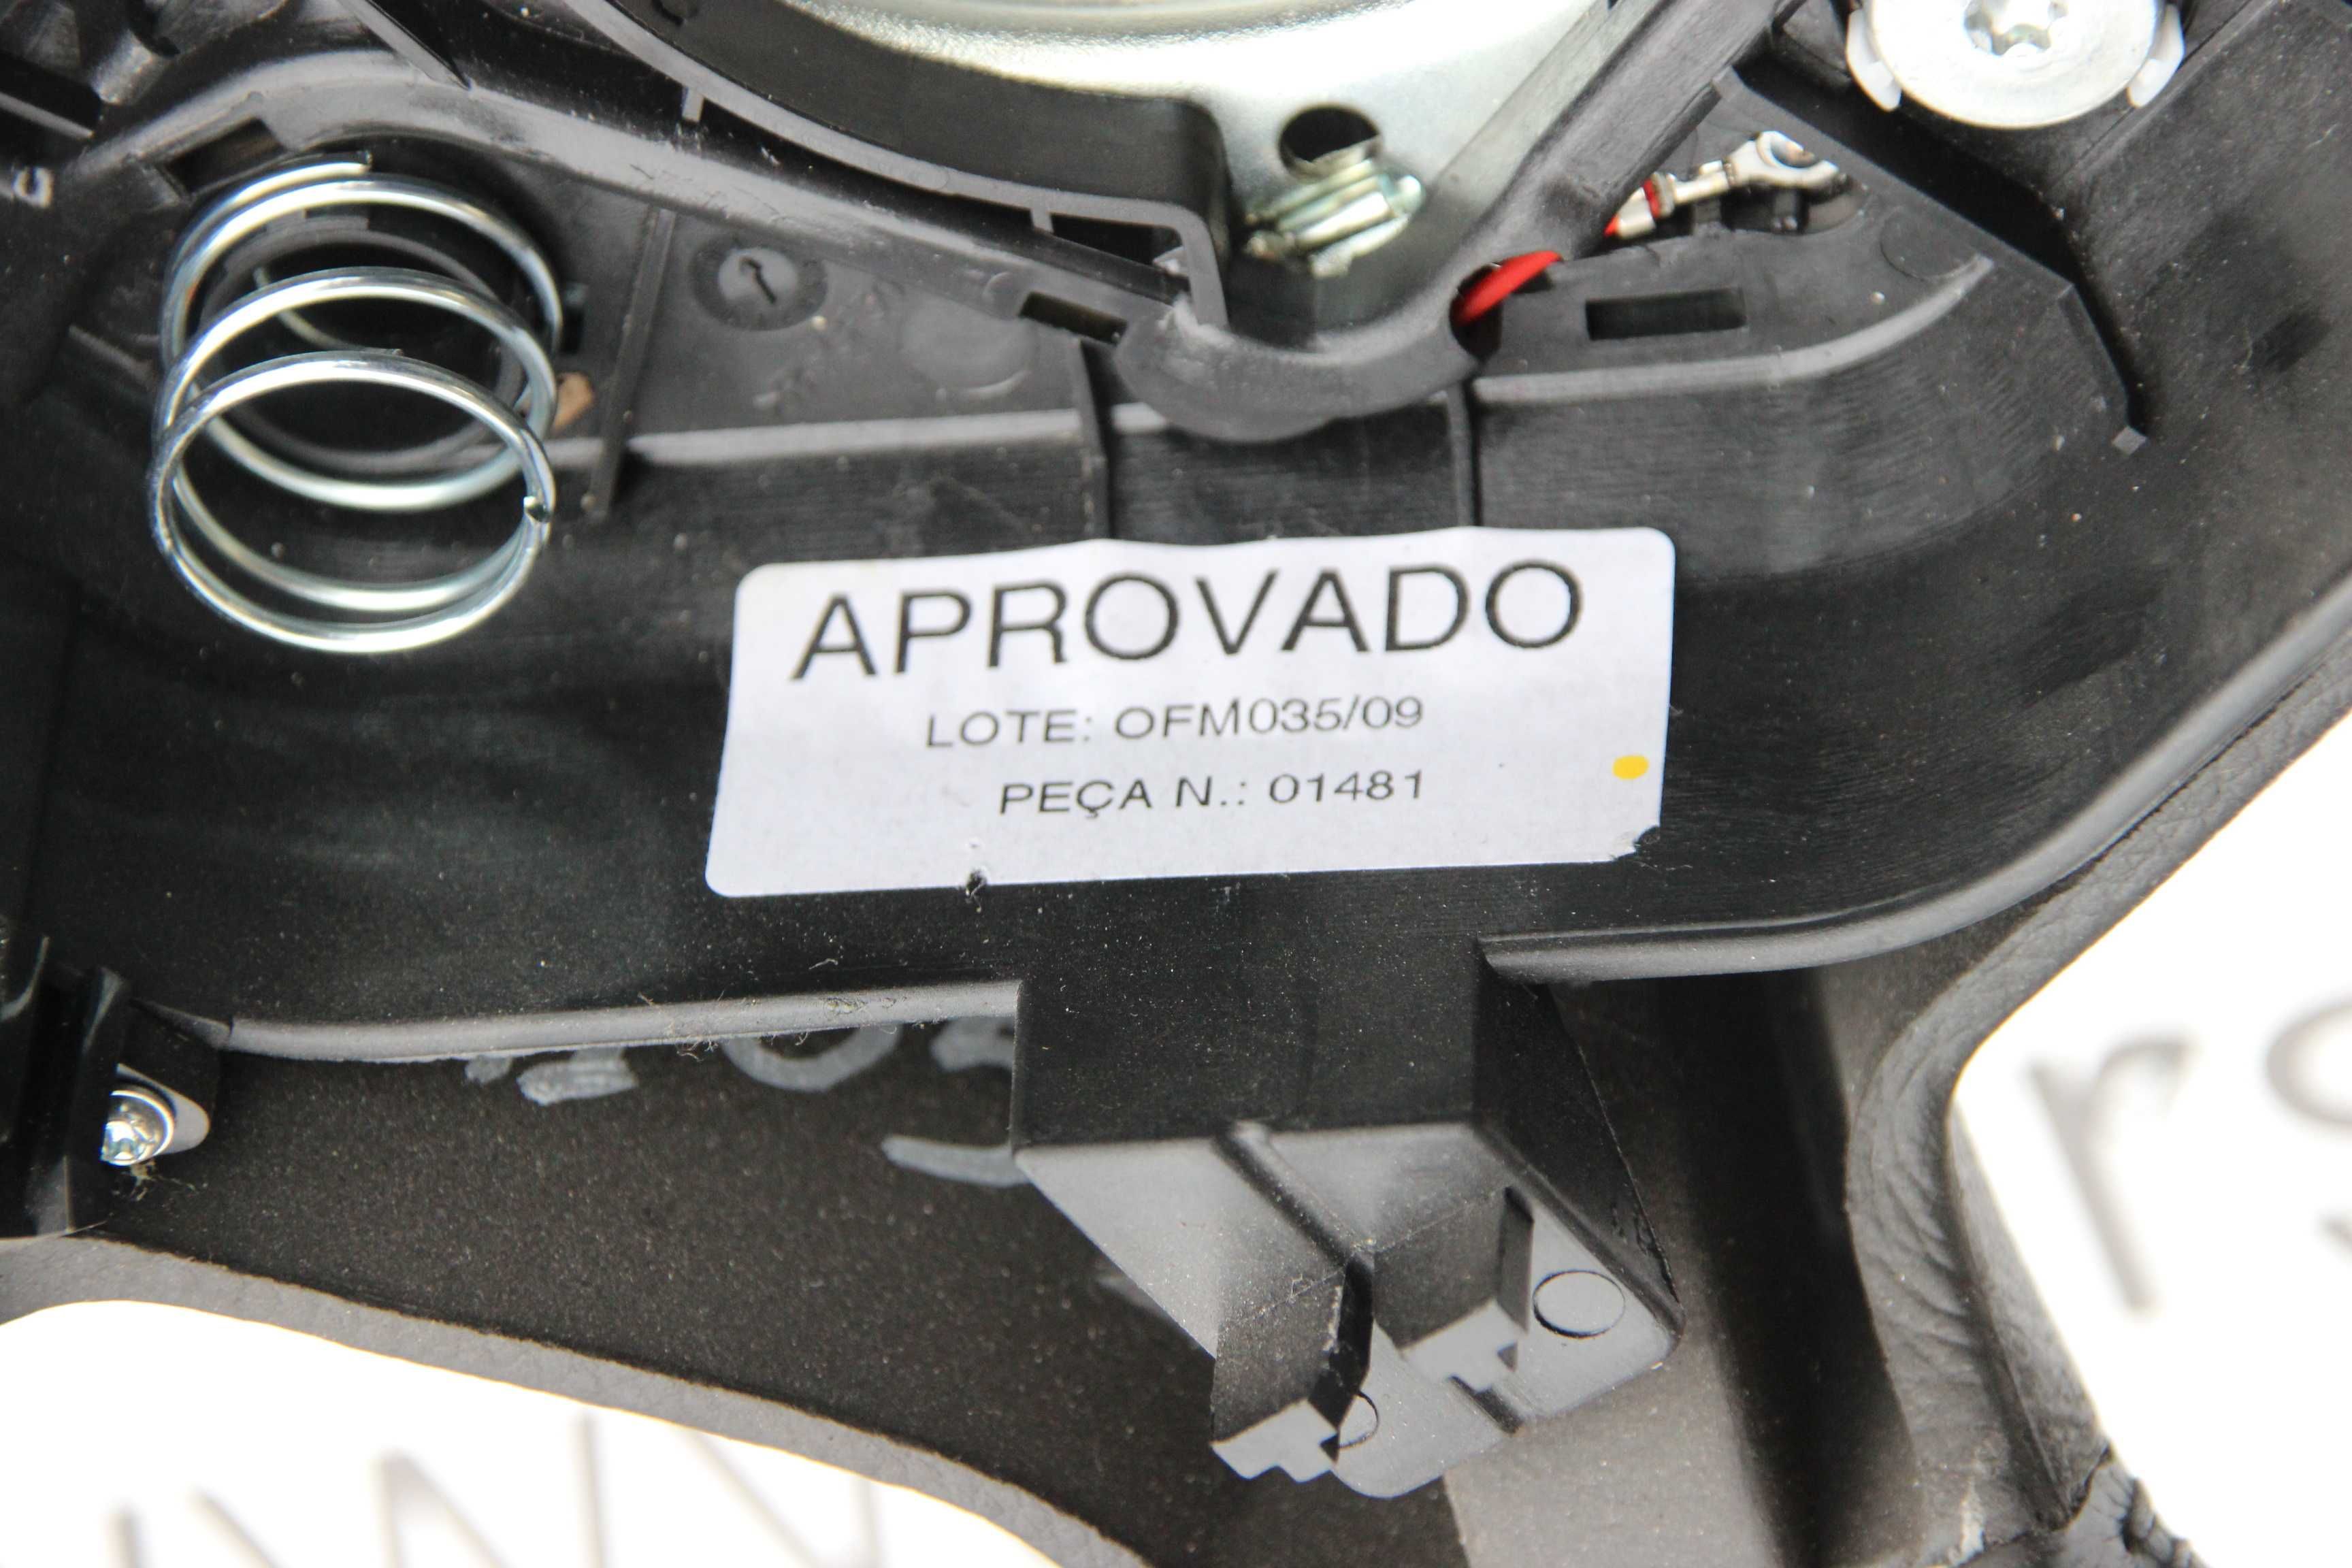 APROVADO
LOTE: OFM035/09
PEÇA N.: 01481